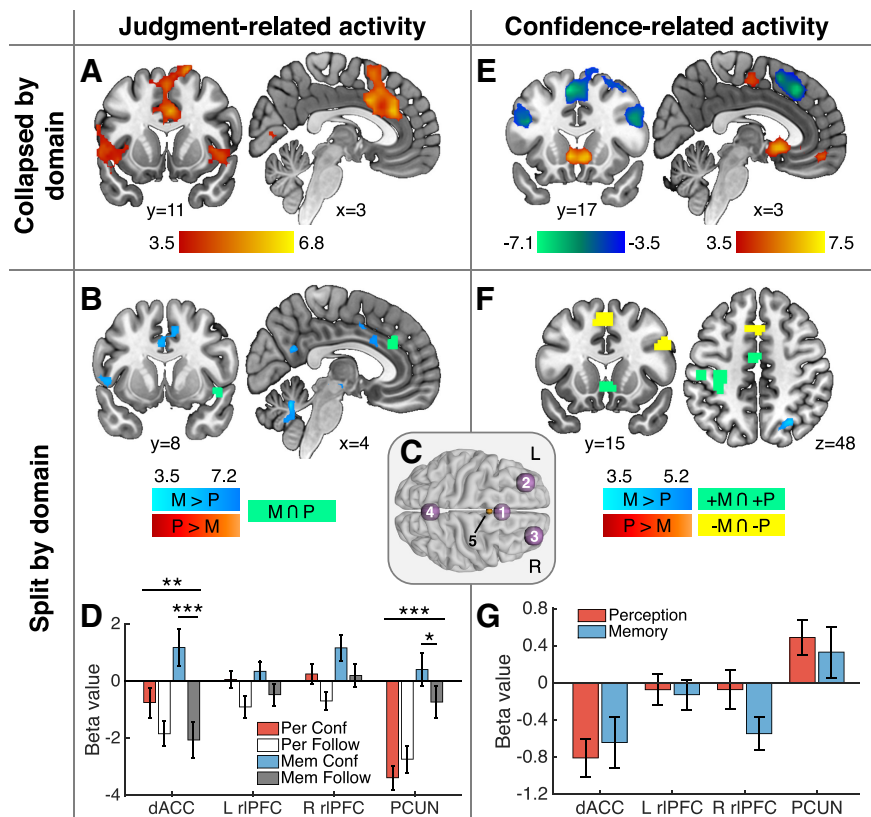 Judgment-related activity
Confidence-related activity
Collapsed by
domain
A
y=11
x=3
3.5
6.8
E
y=17
x=3
-7.1
-3.5
3.5
7.5
Split by domain
B
y=8
x=4
3.5 7.2
M > P
P > M
M ∩ P
C
L
R
1
2
3
4
5
F
y=15
z=48
3.5 5.2
M > P
P > M
+M ∩ +P
-M ∩ -P
D
**
***
***
*
Beta value
2
0
-2
-4
Per Conf
Per Follow
Mem Conf
Mem Follow
dACC
L rlPFC
R rlPFC
PCUN
G
Perception
Memory
Beta value
0.8
0.4
0
-0.4
-0.8
-1.2
dACC
L rlPFC
R rlPFC
PCUN